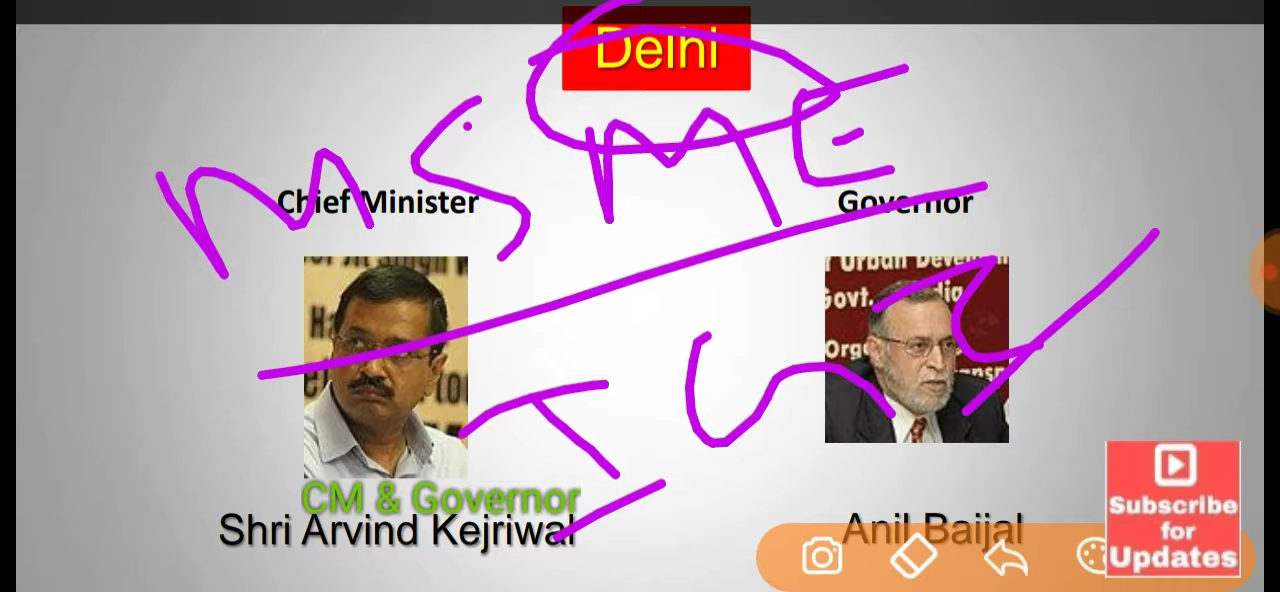 Delhi
MSME
Chief Minister
Governor
CM & Governor
Shri Arvind Kejriwal
Anil Baijal
Subscribe
for
Updates